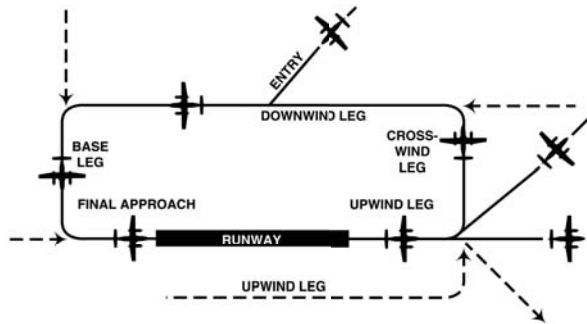 ENTRY
DOWNWIND LEG
CROSS-
WIND
LEG
BASE
LEG
FINAL APPROACH
UPWIND LEG
RUNWAY
UPWIND LEG